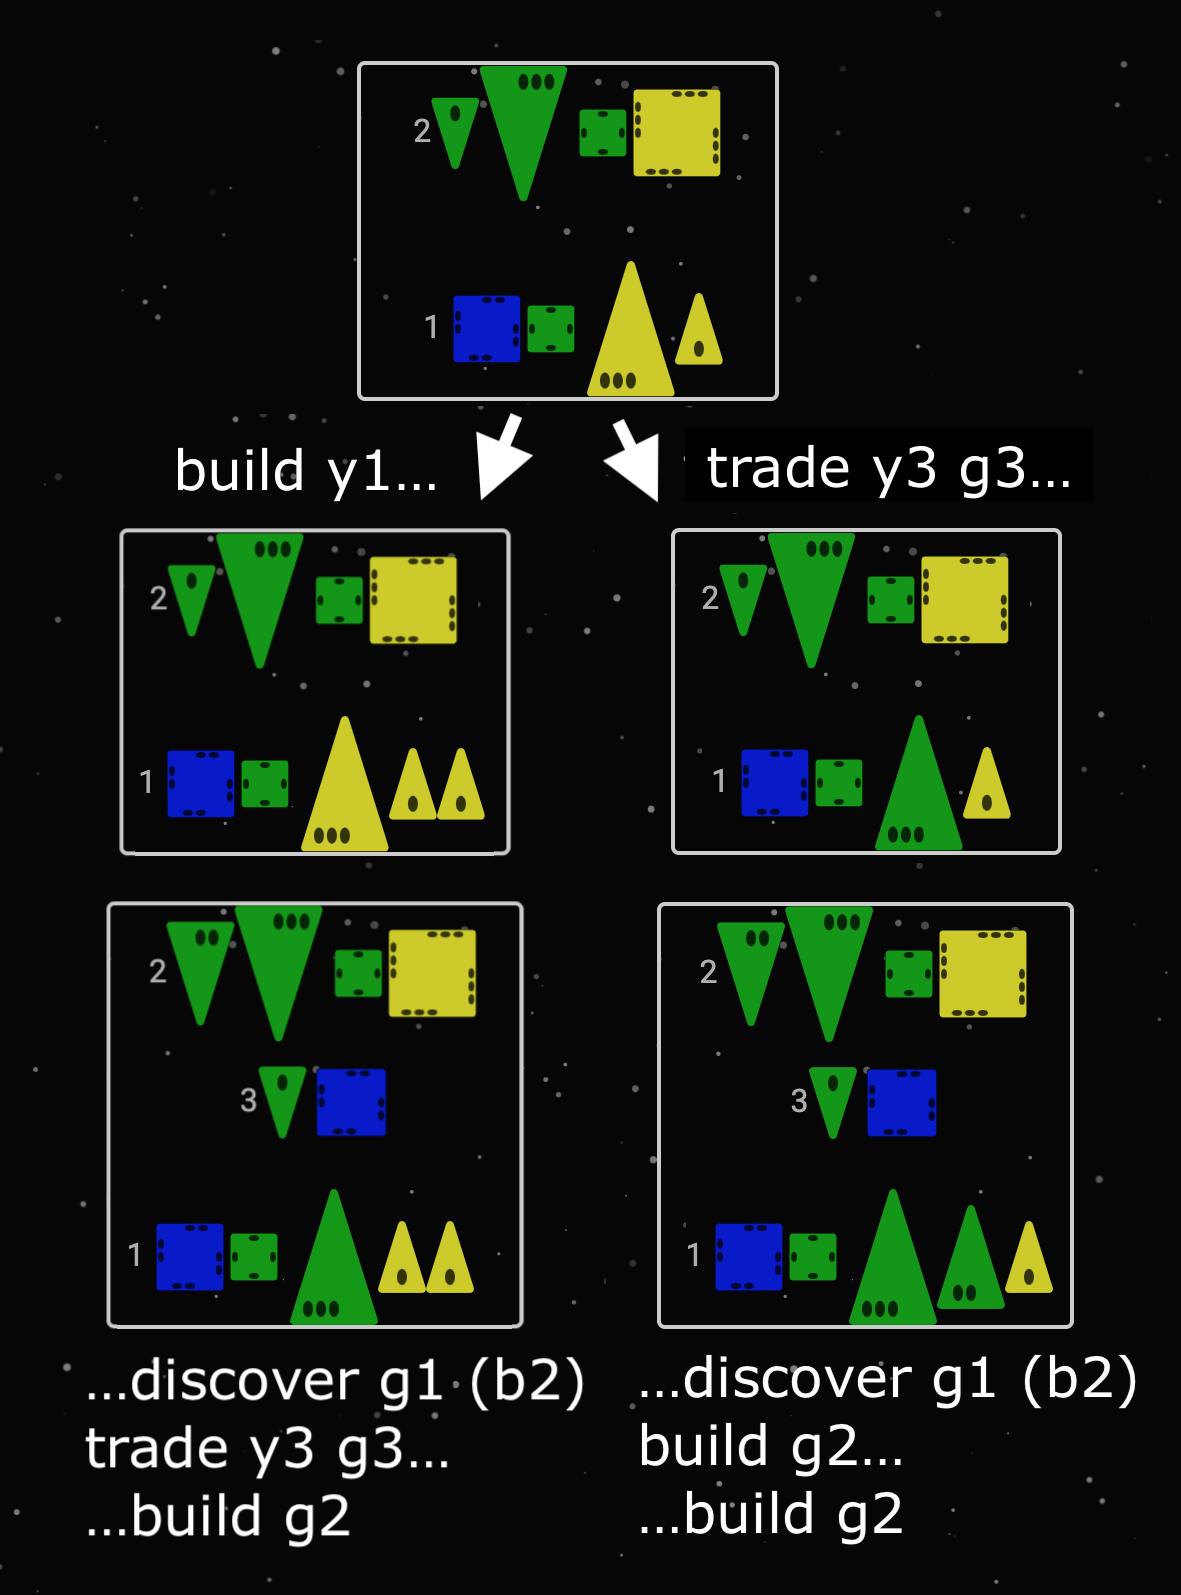 2
1
build y1...
trade y3 g3...
2
1
2
1
2
3
1
2
3
1
...discover g1 (b2)
trade y3 g3...
...build g2
...discover g1 (b2)
build g2...
...build g2